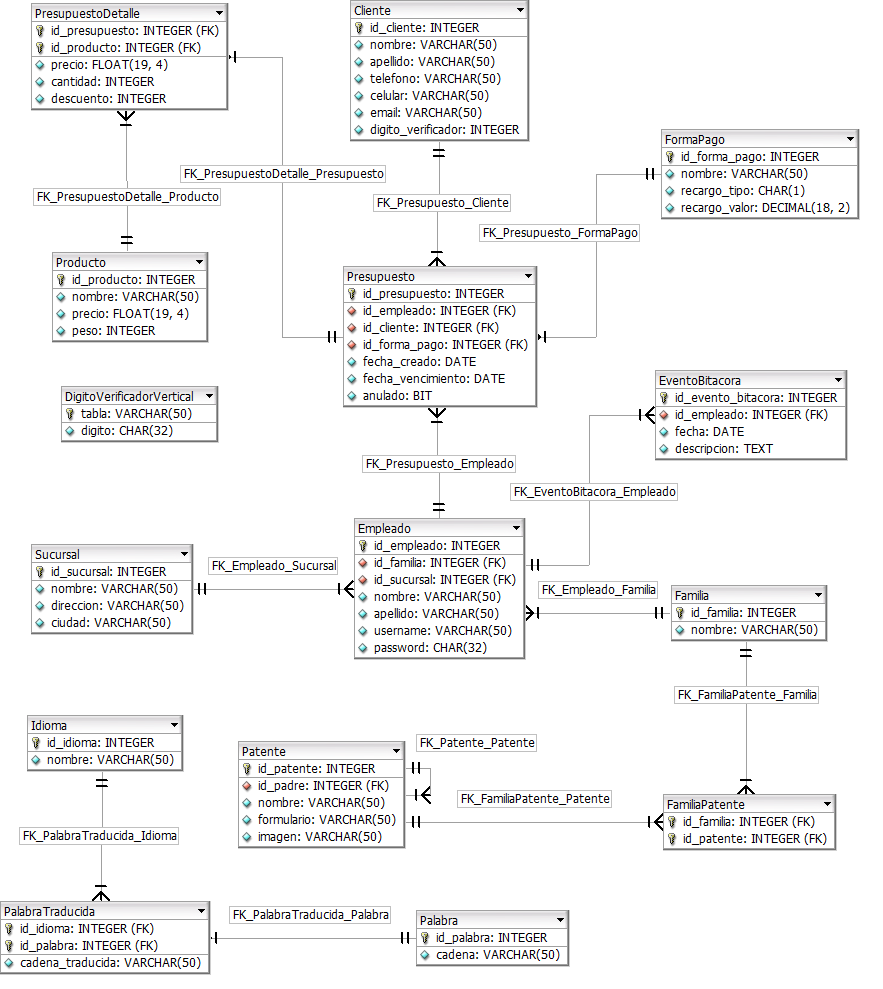 PresupuestoDetalle
id_presupuesto: INTEGER (FK)
id_producto: INTEGER (FK)
precio: FLOAT(19, 4)
cantidad: INTEGER
descuento: INTEGER
Cliente
id_cliente: INTEGER
nombre: VARCHAR(50)
apellido: VARCHAR(50)
telefono: VARCHAR(50)
celular: VARCHAR(50)
email: VARCHAR(50)
digito_verificador: INTEGER
FormaPago
id_forma_pago: INTEGER
nombre: VARCHAR(50)
recargo_tipo: CHAR(1)
recargo_valor: DECIMAL(18, 2)
FK_PresupuestoDetalle_Presupuesto
FK_PresupuestoDetalle_Producto
FK_Presupuesto_Cliente
FK_Presupuesto_FormaPago
Producto
id_producto: INTEGER
nombre: VARCHAR(50)
precio: FLOAT(19, 4)
peso: INTEGER
Presupuesto
id_presupuesto: INTEGER
id_empleado: INTEGER (FK)
id_cliente: INTEGER (FK)
id_forma_pago: INTEGER (FK)
fecha_creado: DATE
fecha_vencimiento: DATE
anulado: BIT
DigitoVerificadorVertical
tabla: VARCHAR(50)
digito: CHAR(32)
EventoBitacora
id_evento_bitacora: INTEGER
id_empleado: INTEGER (FK)
fecha: DATE
descripcion: TEXT
FK_Presupuesto_Empleado
FK_EventoBitacora_Empleado
Sucursal
id_sucursal: INTEGER
nombre: VARCHAR(50)
direccion: VARCHAR(50)
ciudad: VARCHAR(50)
FK_Empleado_Sucursal
Empleado
id_empleado: INTEGER
id_familia: INTEGER (FK)
id_sucursal: INTEGER (FK)
nombre: VARCHAR(50)
apellido: VARCHAR(50)
username: VARCHAR(50)
password: CHAR(32)
FK_Empleado_Familia
Familia
id_familia: INTEGER
nombre: VARCHAR(50)
FK_FamiliaPatente_Familia
Idioma
id_idioma: INTEGER
nombre: VARCHAR(50)
Patente
id_patente: INTEGER
id_padre: INTEGER (FK)
nombre: VARCHAR(50)
formulario: VARCHAR(50)
imagen: VARCHAR(50)
FK_Patente_Patente
FK_FamiliaPatente_Patente
FamiliaPatente
id_familia: INTEGER (FK)
id_patente: INTEGER (FK)
FK_PalabraTraducida_Idioma
PalabraTraducida
id_idioma: INTEGER (FK)
id_palabra: INTEGER (FK)
cadena_traducida: VARCHAR(50)
FK_PalabraTraducida_Palabra
Palabra
id_palabra: INTEGER
cadena: VARCHAR(50)